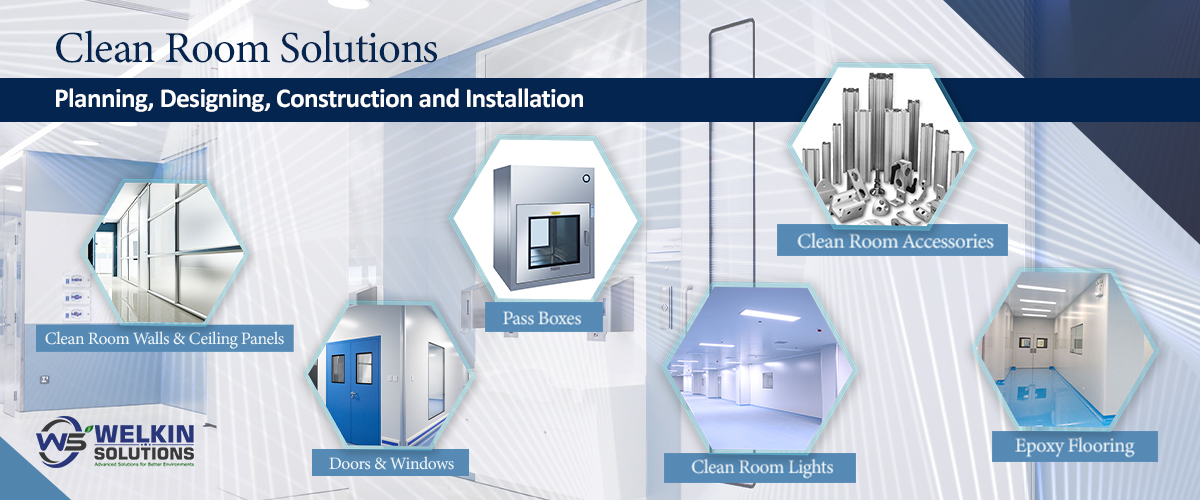 Clean Room Solutions
Planning, Designing, Construction and Installation
Clean Room Accessories
Pass Boxes
Clean Room Walls & Ceiling Panels
Doors & Windows
Clean Room Lights
Epoxy Flooring
WS WELKIN
SOLUTIONS
Advanced Solutions for Better Environments